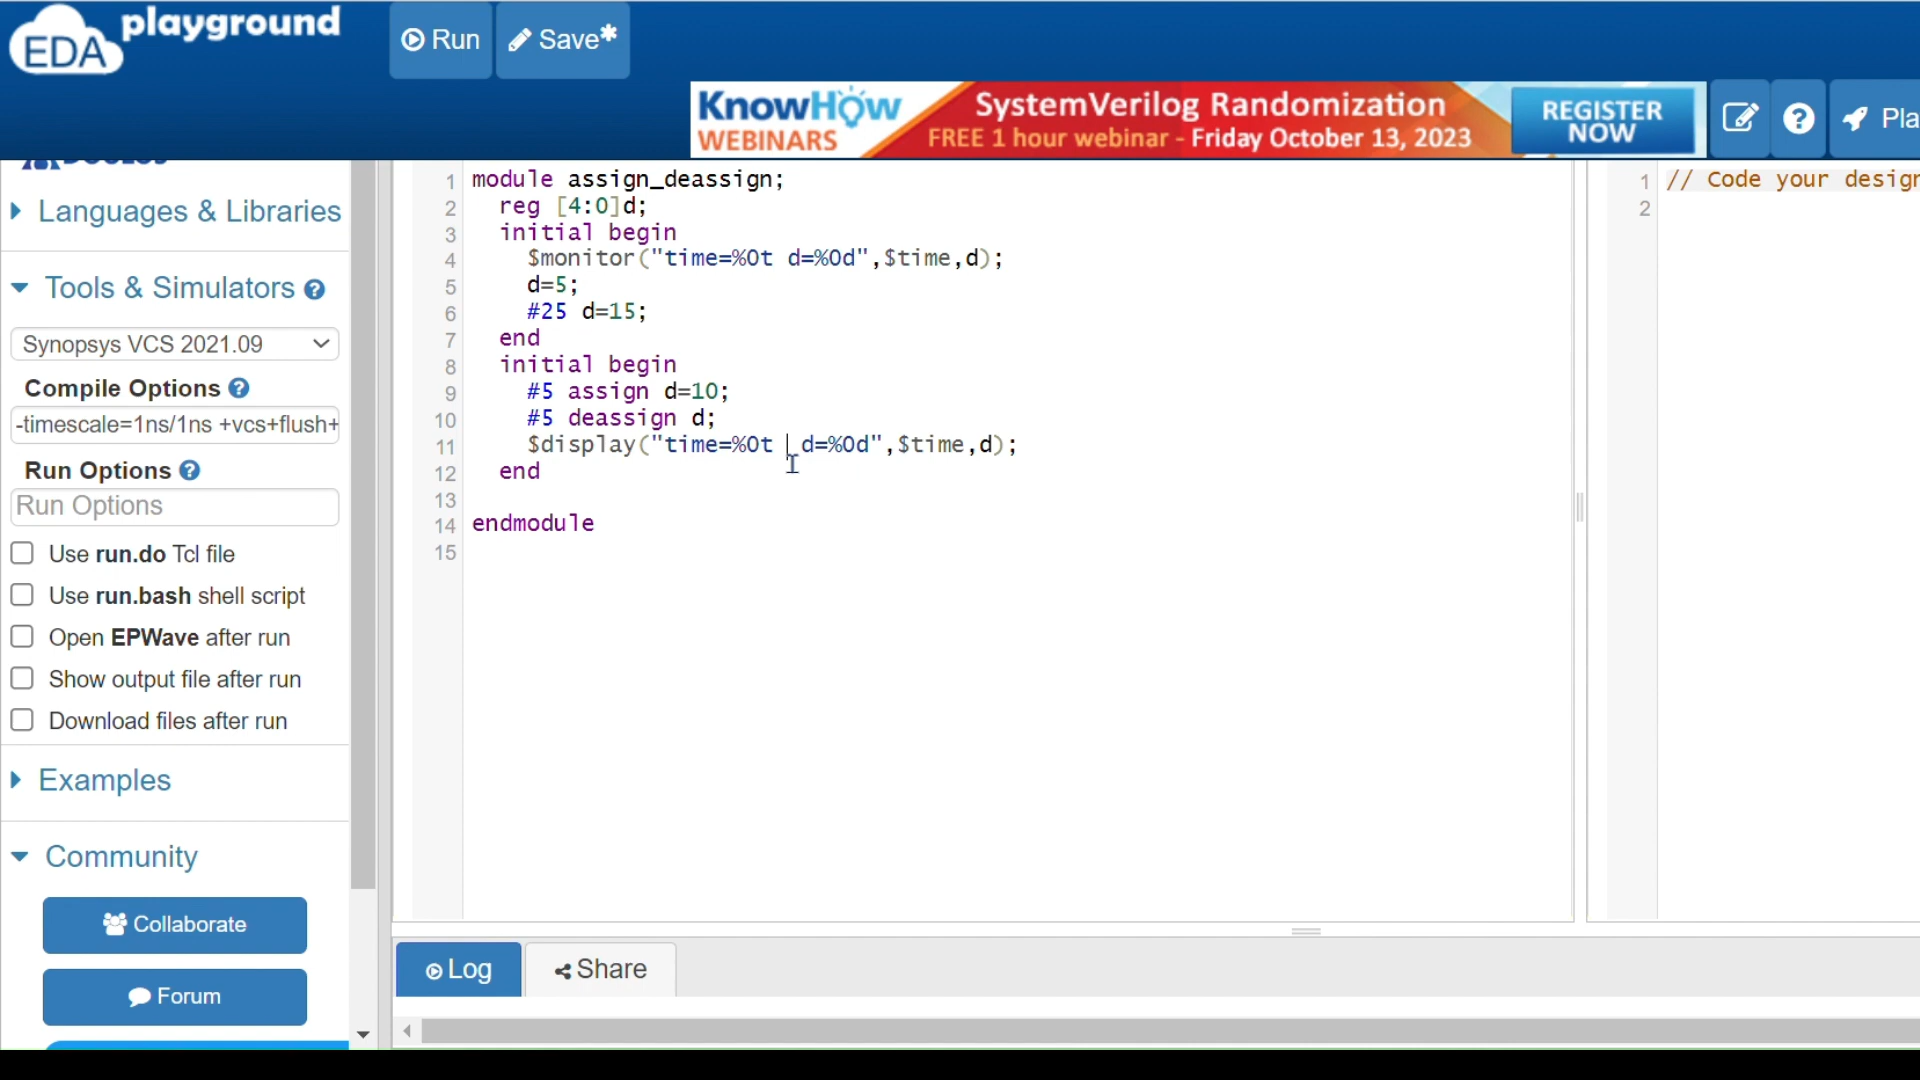 EDA playground
Run
Save*
KnowHow
WEBINARS
SystemVerilog Randomization
FREE 1 hour webinar - Friday October 13, 2023
REGISTER
NOW
Pla
Languages & Libraries
Tools & Simulators
Synopsys VCS 2021.09
Compile Options
-timescale=1ns/1ns +vcs+flush+
Run Options
Run Options
Use run.do Tcl file
Use run.bash shell script
Open EPWave after run
Show output file after run
Download files after run
Examples
Community
Collaborate
Forum
1 module assign_deassign;
2 reg [4:0]d;
3 initial begin
4 $monitor("time=%0t d=%0d",$time,d);
5 d=5;
6 #25 d=15;
7 end
8 initial begin
9 #5 assign d=10;
10 #5 deassign d;
11 $display("time=%0t  d=%0d",$time,d);
12 end
13
14 endmodule
15
1 // Code your design
2
Log
Share